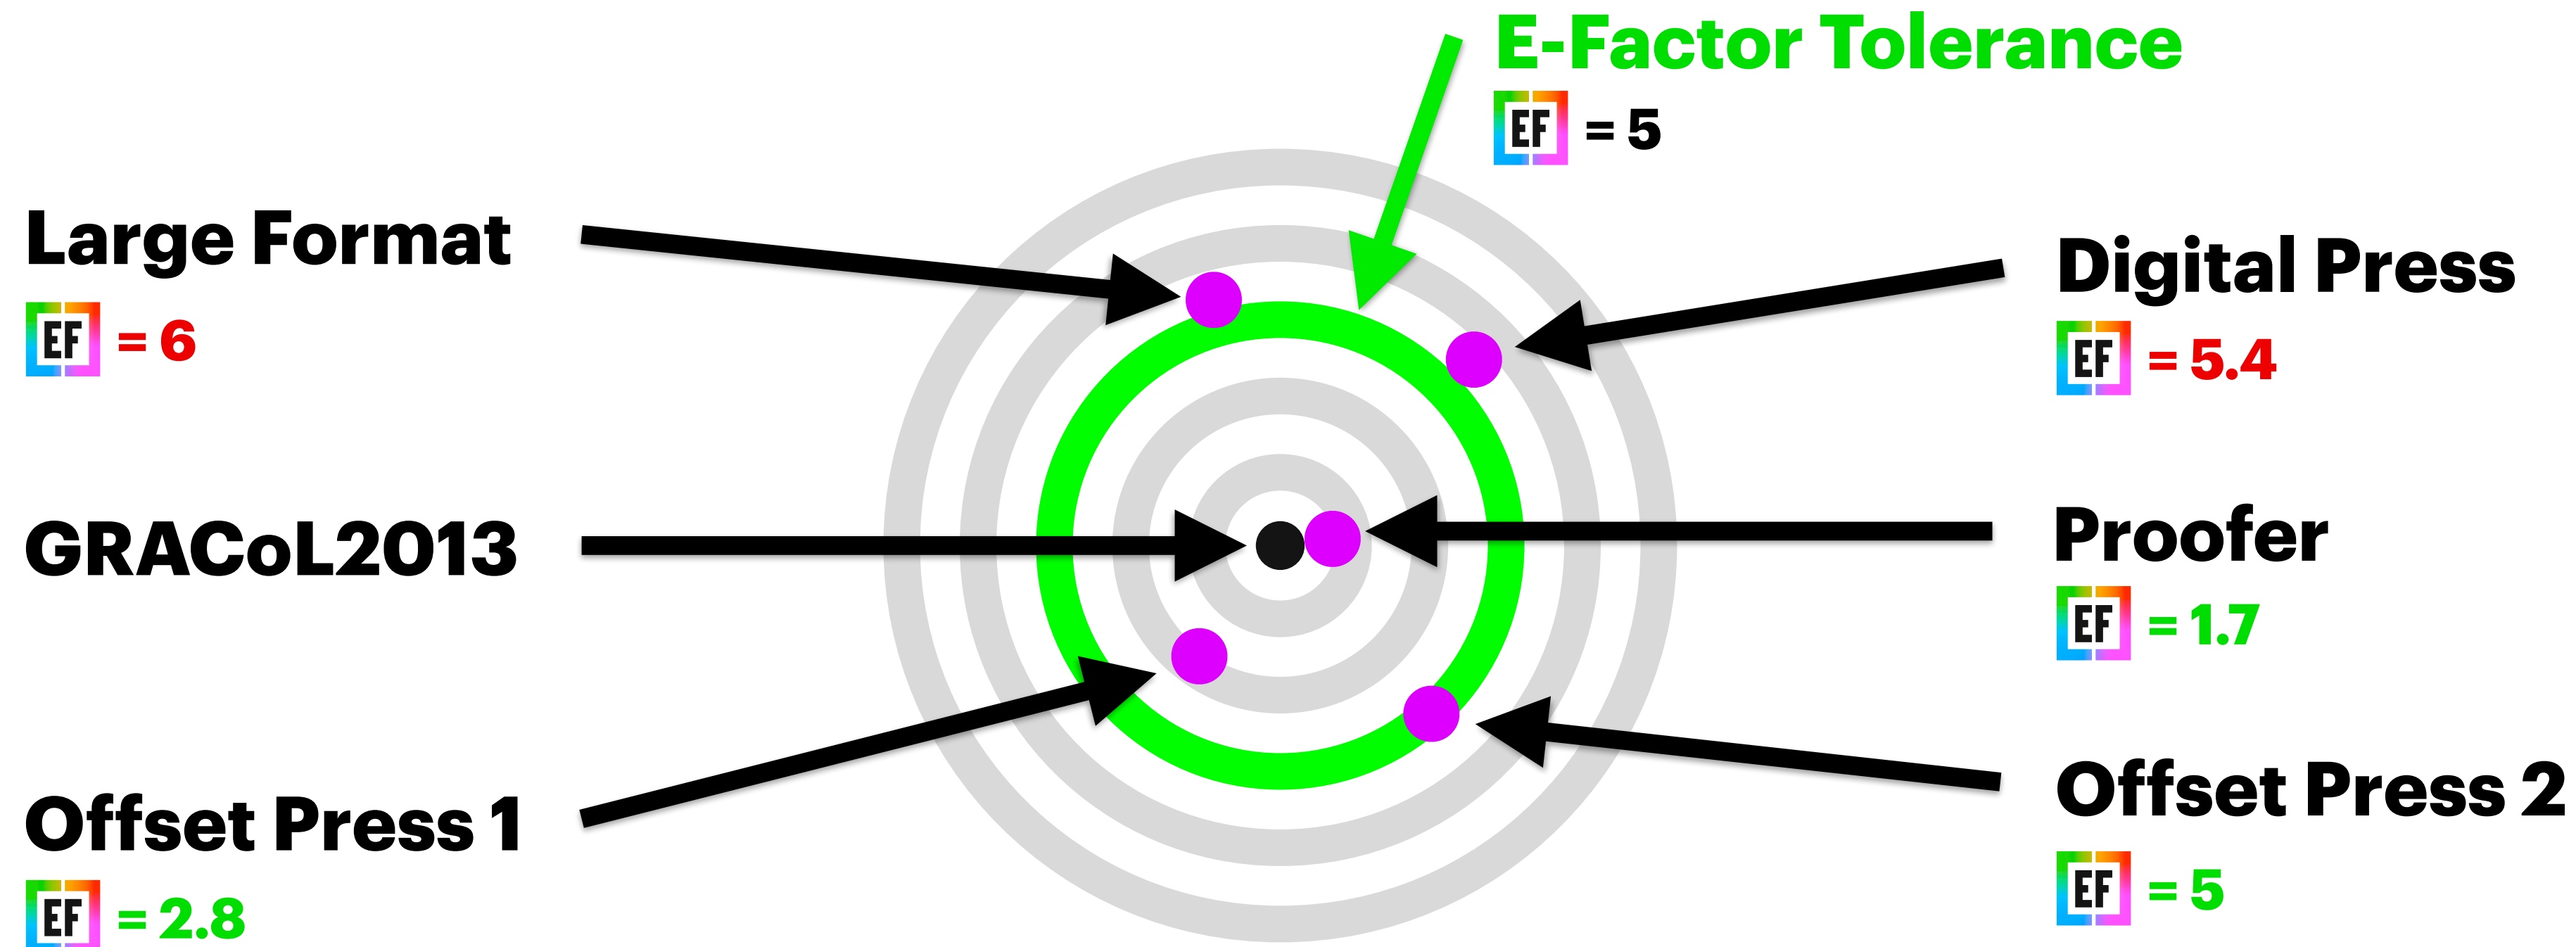 E-Factor Tolerance
EF = 5
Large Format
EF = 6
Digital Press
EF = 5.4
GRACoL2013
Proofer
EF = 1.7
Offset Press 1
EF = 2.8
Offset Press 2
EF = 5